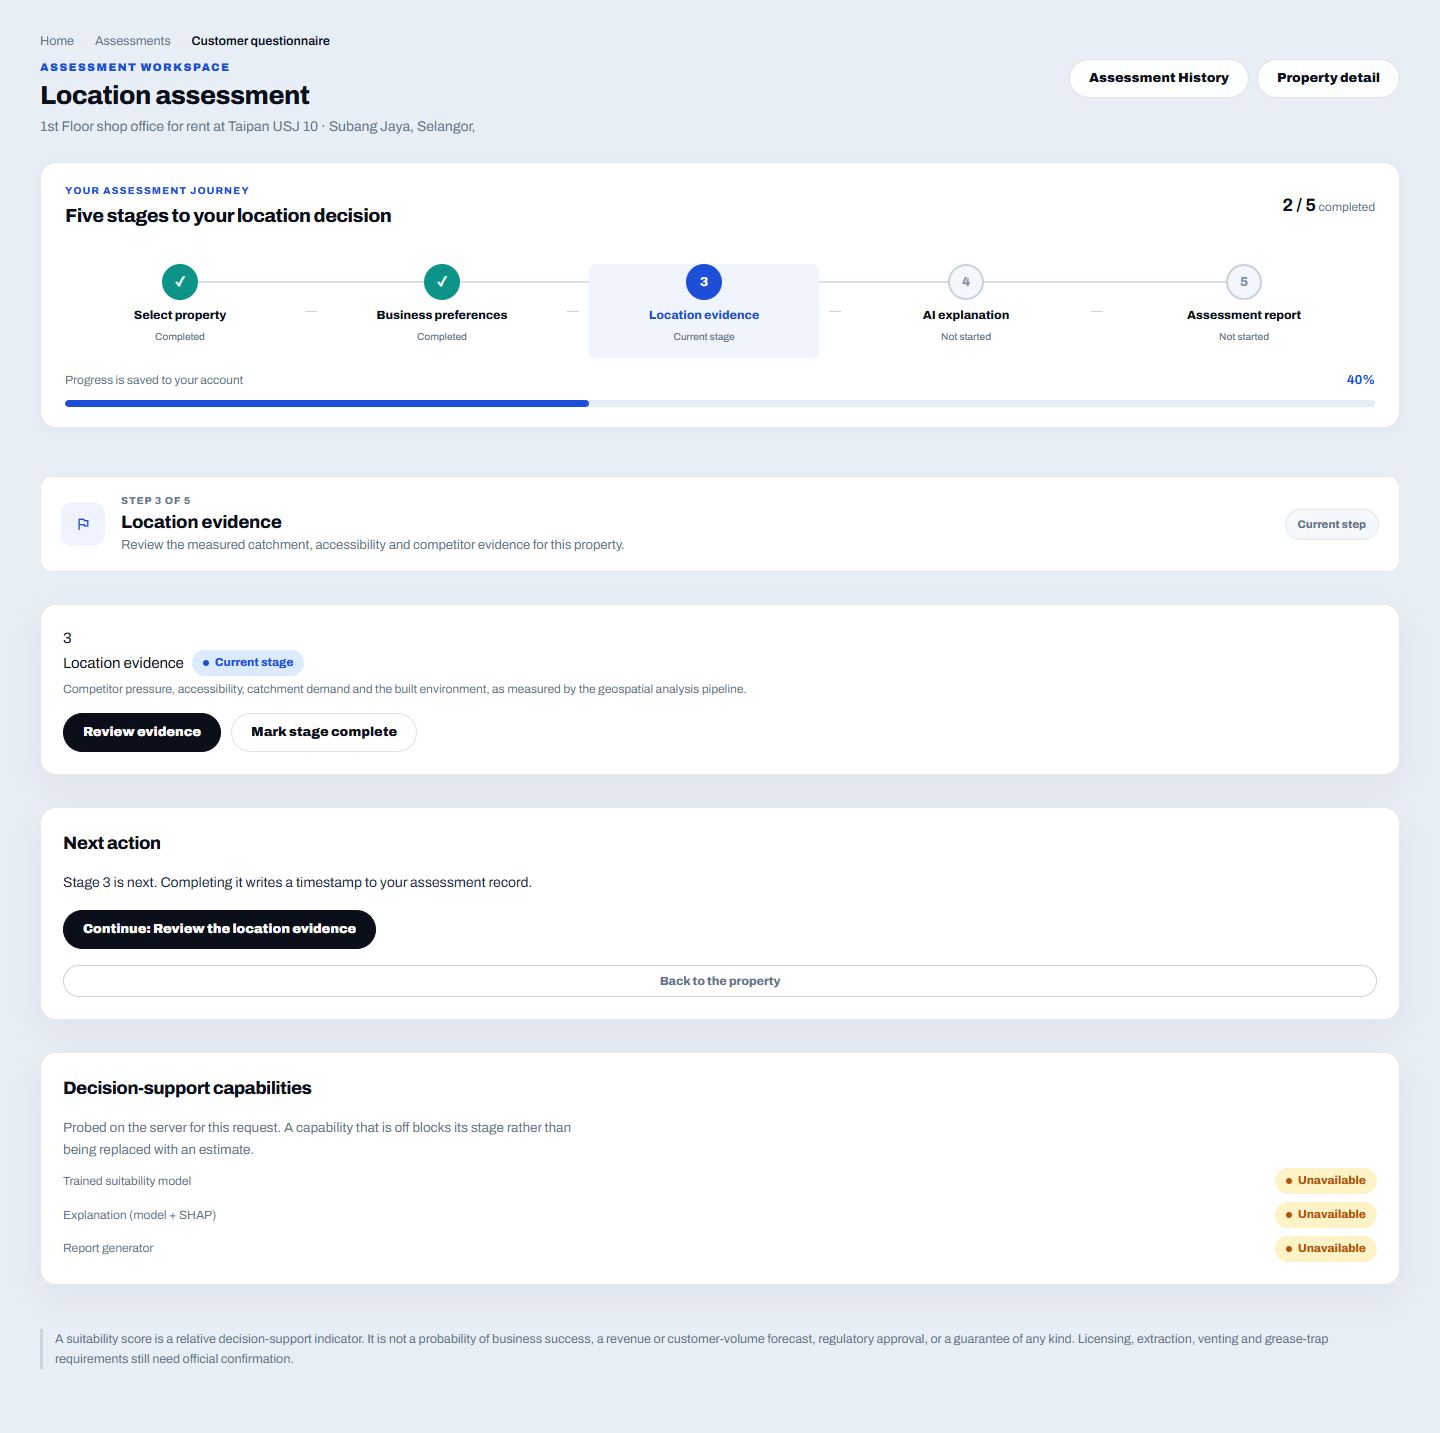 Home Assessments Customer questionnaire
ASSESSMENT WORKSPACE
Location assessment
1st Floor shop office for rent at Taipan USJ 10 · Subang Jaya, Selangor,
Assessment History
Property detail
YOUR ASSESSMENT JOURNEY
Five stages to your location decision
2 / 5 completed
✓
Select property
Completed
✓
Business preferences
Completed
3
Location evidence
Current stage
4
AI explanation
Not started
5
Assessment report
Not started
Progress is saved to your account
40%
STEP 3 OF 5
Location evidence
Review the measured catchment, accessibility and competitor evidence for this property.
Current step
3
Location evidence Current stage
Competitor pressure, accessibility, catchment demand and the built environment, as measured by the geospatial analysis pipeline.
Review evidence
Mark stage complete
Next action
Stage 3 is next. Completing it writes a timestamp to your assessment record.
Continue: Review the location evidence
Back to the property
Decision-support capabilities
Probed on the server for this request. A capability that is off blocks its stage rather than
being replaced with an estimate.
Trained suitability model Unavailable
Explanation (model + SHAP) Unavailable
Report generator Unavailable
A suitability score is a relative decision-support indicator. It is not a probability of business success, a revenue or customer-volume forecast, regulatory approval, or a guarantee of any kind. Licensing, extraction, venting and grease-trap
requirements still need official confirmation.